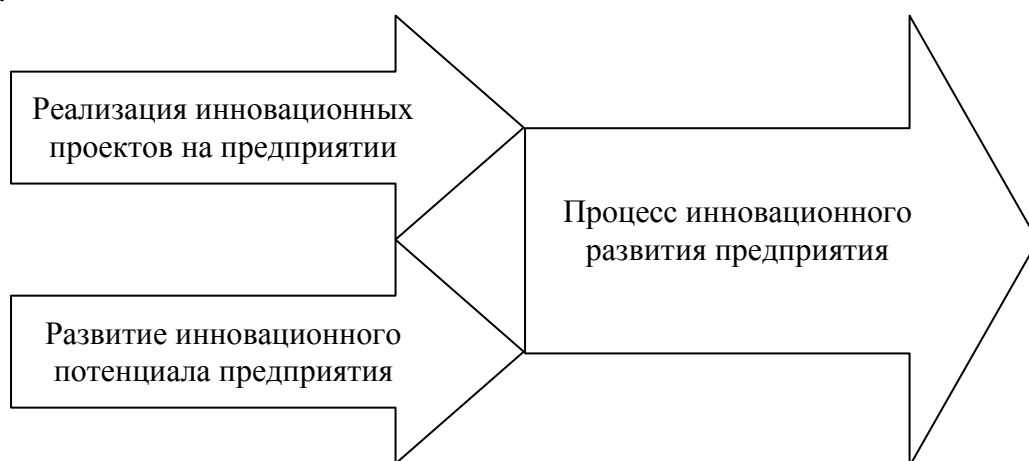 Реализация инновационных
проектов на предприятии
Развитие инновационного
потенциала предприятия
Процесс инновационного
развития предприятия